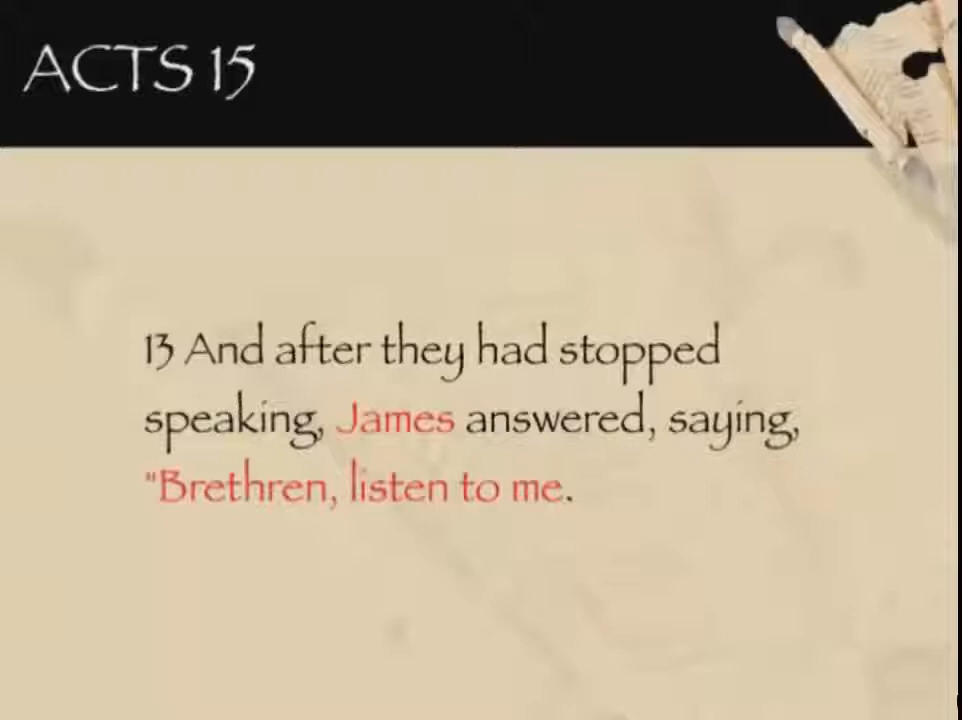 ACTS 15
13 And after they had stopped
speaking, James answered, saying,
"Brethren, listen to me.